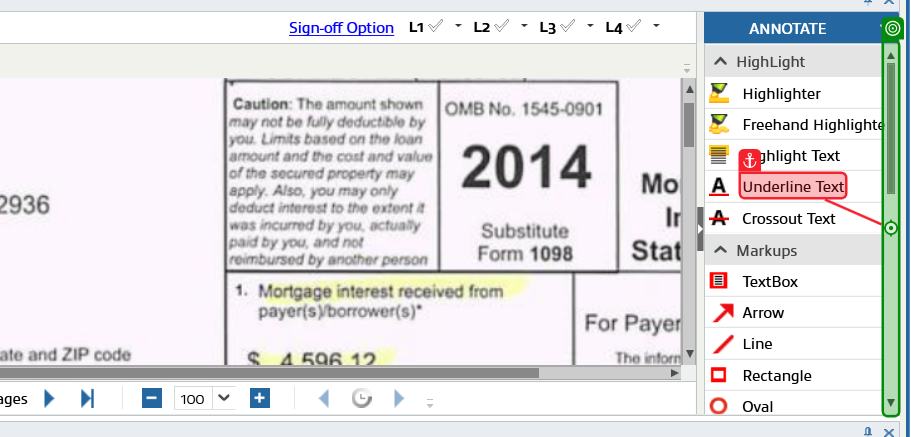 Sign-off Option L1 L2 L3 L4
ANNOTATE
HighLight
Highlighter
Freehand Highlighte
ghlight Text
Underline Text
Crossout Text
Markups
TextBox
Arrow
Line
Rectangle
Oval
Caution: The amount shown
may not be fully deductible by
you. Limits based on the loan
amount and the cost and value
of the secured property may
apply. Also, you may only
deduct interest to the extent it
was incurred by you, actually
paid by you, and not
reimbursed by another person
OMB No. 1545-0901
2014
Substitute
Form 1098
Mo
In
Stat
2936
1. Mortgage interest received from
payer(s)/borrower(s)*
$ 4,596.12
For Payer
The inform
ate and ZIP code
ages
100